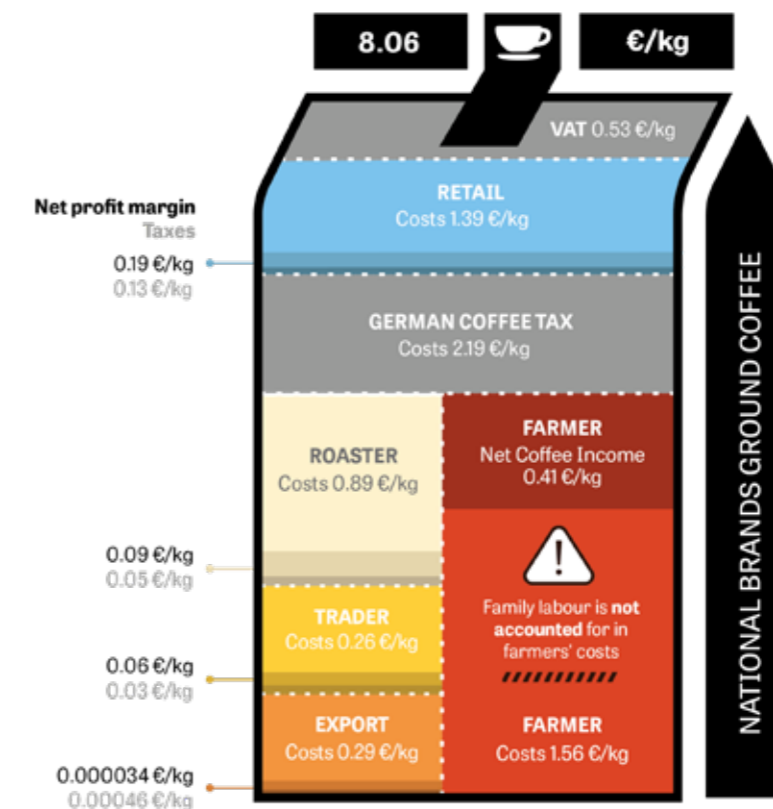 8.06
€/kg
VAT 0.53 €/kg
RETAIL
Costs 1.39 €/kg
Net profit margin
Taxes
0.19 €/kg
0.13 €/kg
GERMAN COFFEE TAX
Costs 2.19 €/kg
ROASTER
Costs 0.89 €/kg
FARMER
Net Coffee Income
0.41 €/kg
0.09 €/kg
0.05 €/kg
Family labour is not
accounted for in
farmers' costs
TRADER
Costs 0.26 €/kg
0.06 €/kg
0.03 €/kg
EXPORT
Costs 0.29 €/kg
FARMER
Costs 1.56 €/kg
0.000034 €/kg
0.00046 €/kg
NATIONAL BRANDS GROUND COFFEE